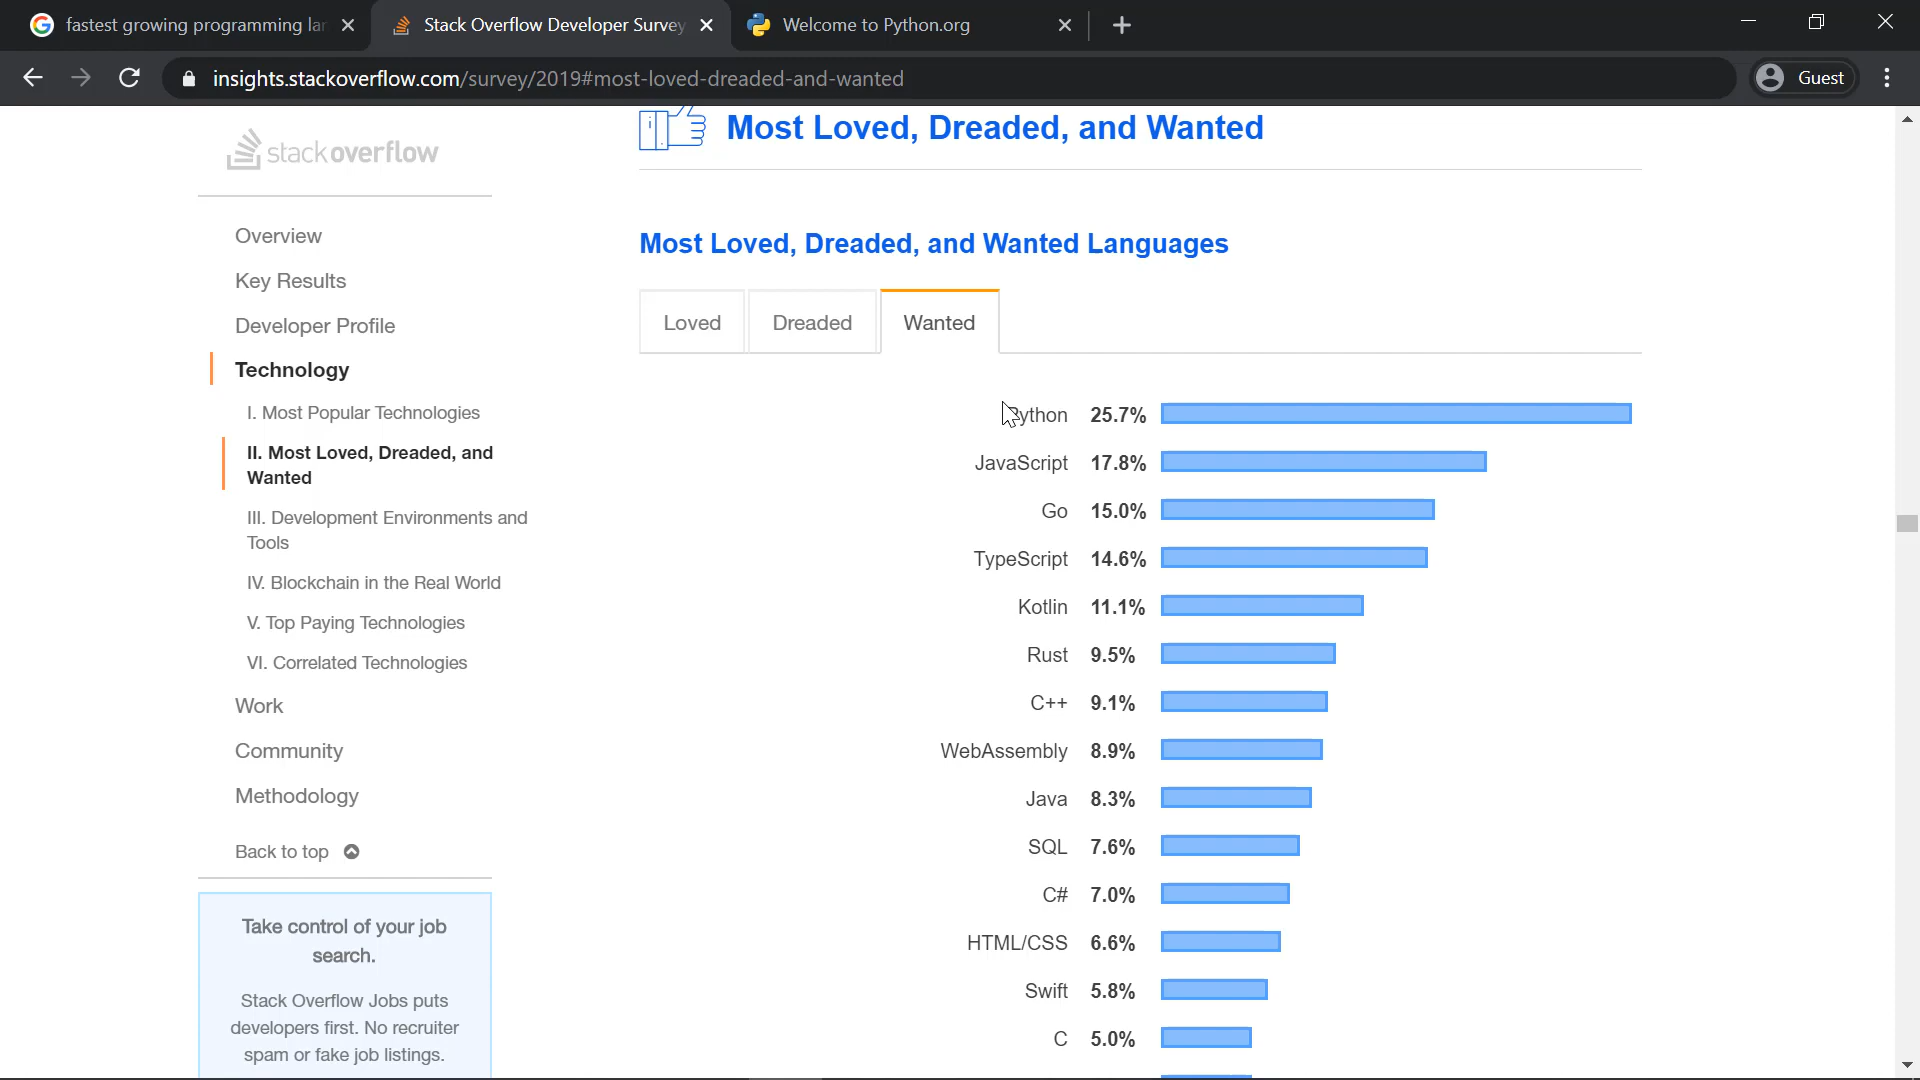 fastest growing programming lan
Stack Overflow Developer Survey
Welcome to Python.org
insights.stackoverflow.com/survey/2019#most-loved-dreaded-and-wanted
Guest
stackoverflow
Overview
Key Results
Developer Profile
Technology
I. Most Popular Technologies
II. Most Loved, Dreaded, and
Wanted
III. Development Environments and
Tools
IV. Blockchain in the Real World
V. Top Paying Technologies
VI. Correlated Technologies
Work
Community
Methodology
Back to top
Take control of your job
search.
Stack Overflow Jobs puts
developers first. No recruiter
spam or fake job listings.
Most Loved, Dreaded, and Wanted
Most Loved, Dreaded, and Wanted Languages
Loved Dreaded Wanted
Python 25.7%
JavaScript 17.8%
Go 15.0%
TypeScript 14.6%
Kotlin 11.1%
Rust 9.5%
C++ 9.1%
WebAssembly 8.9%
Java 8.3%
SQL 7.6%
C# 7.0%
HTML/CSS 6.6%
Swift 5.8%
C 5.0%